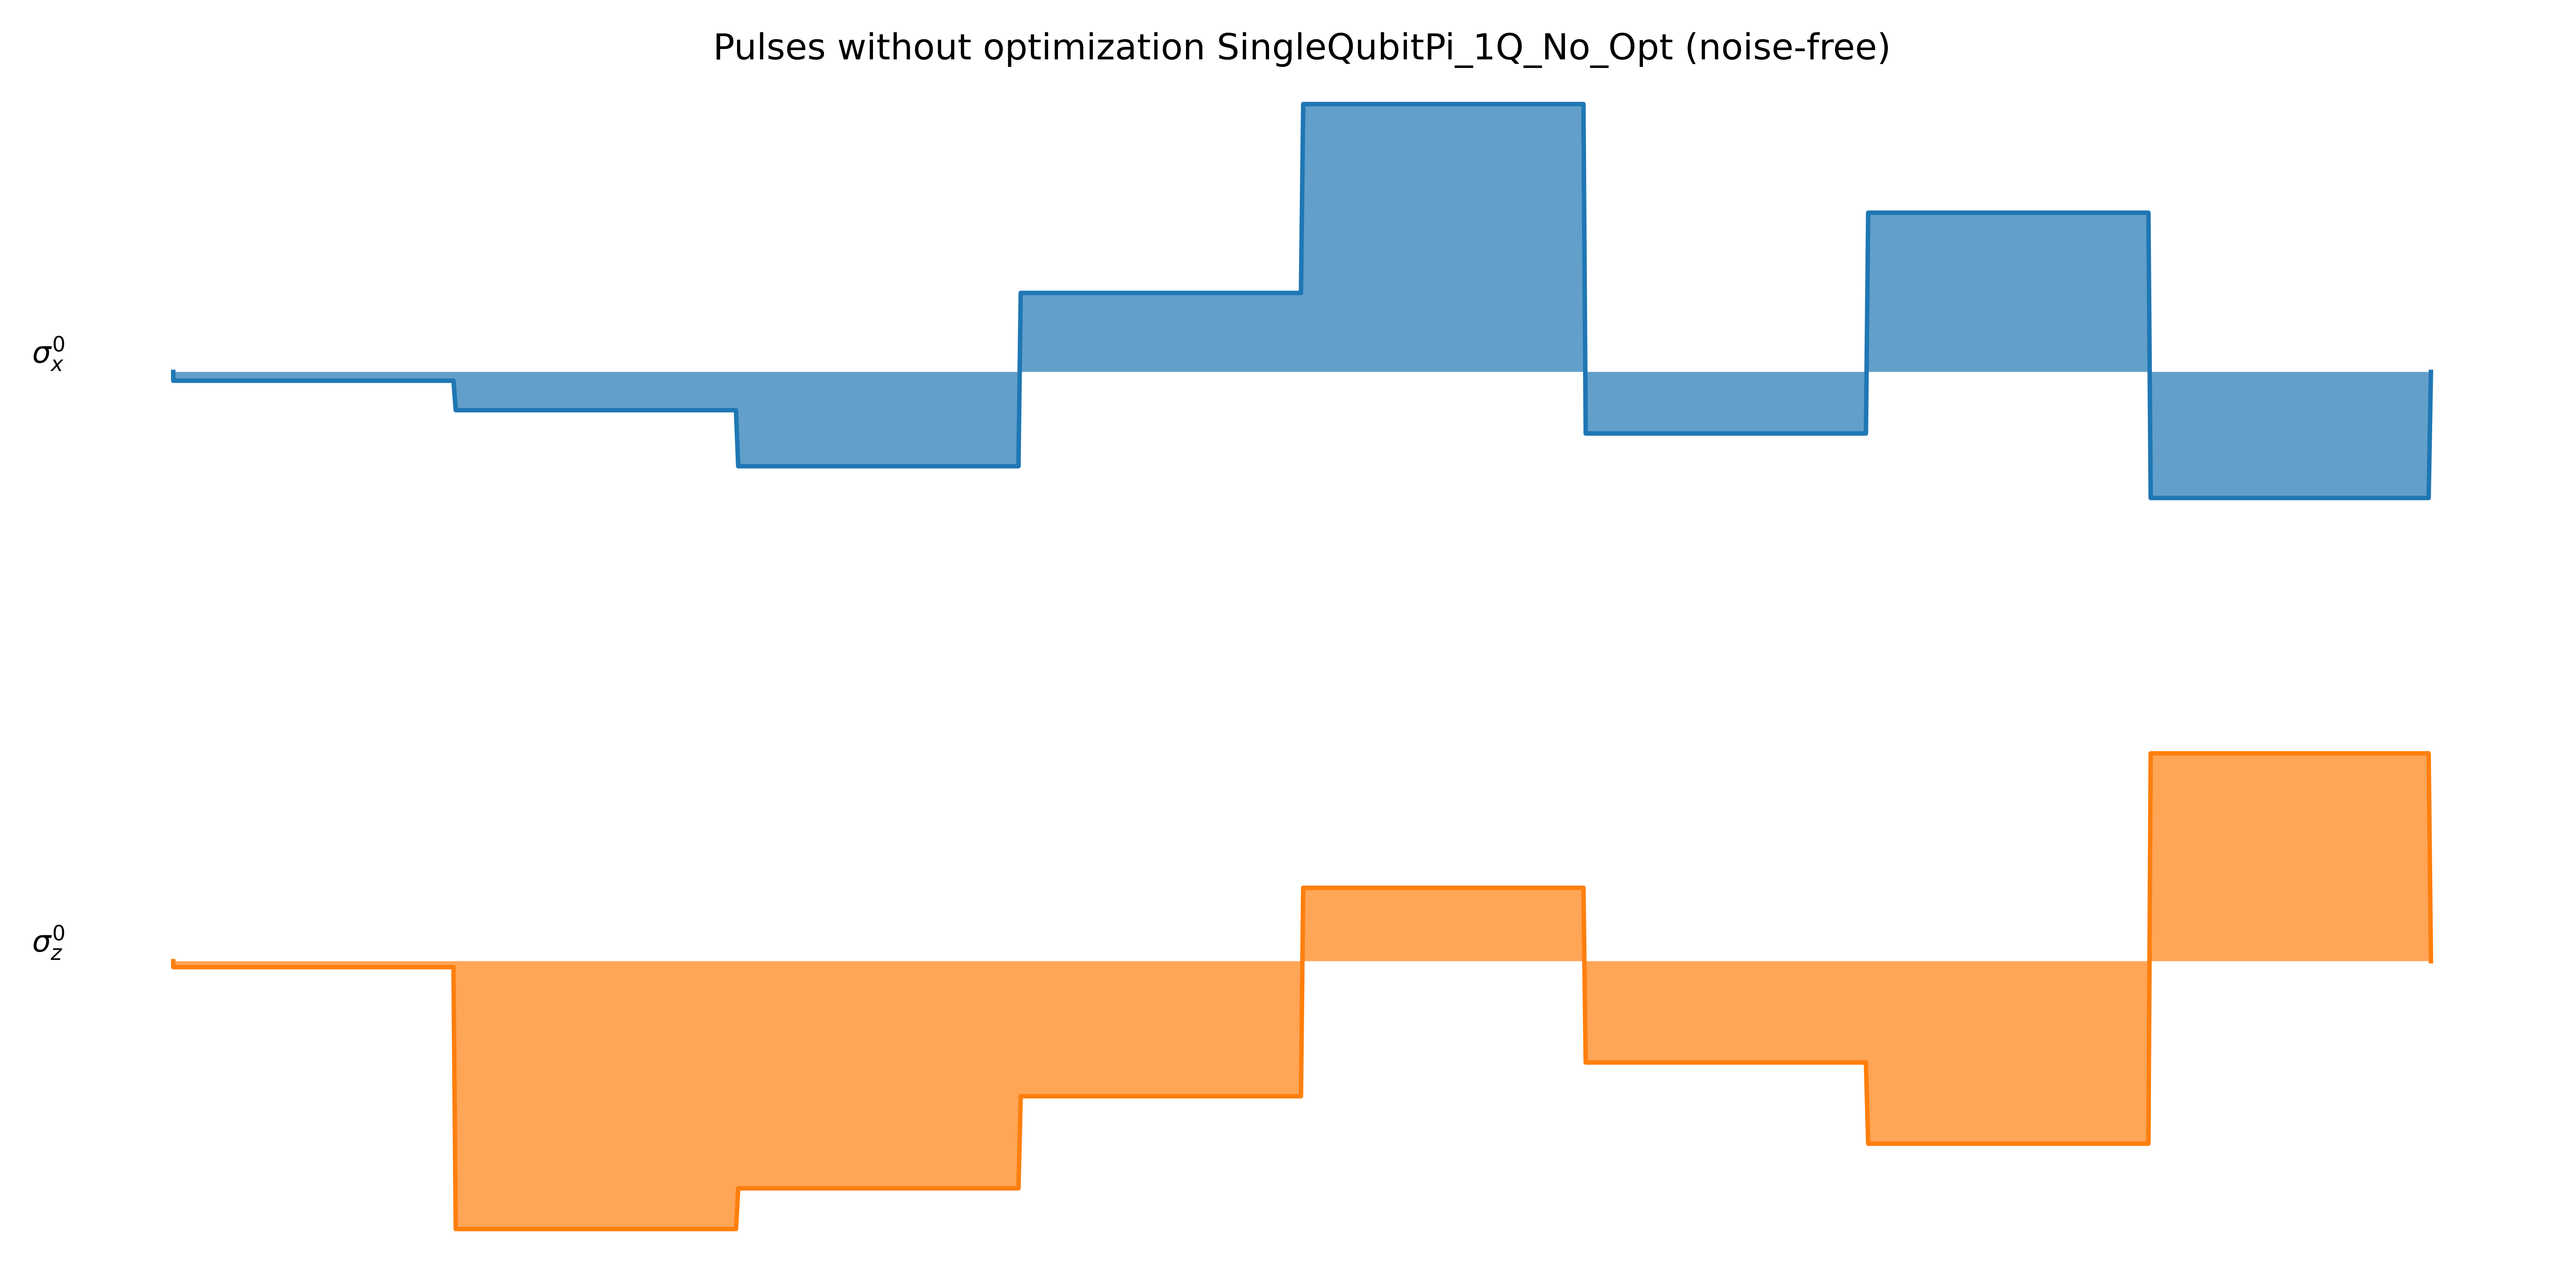 Pulses without optimization SingleQubitPi_1Q_No_Opt (noise-free)
σ_x^0
σ_z^0